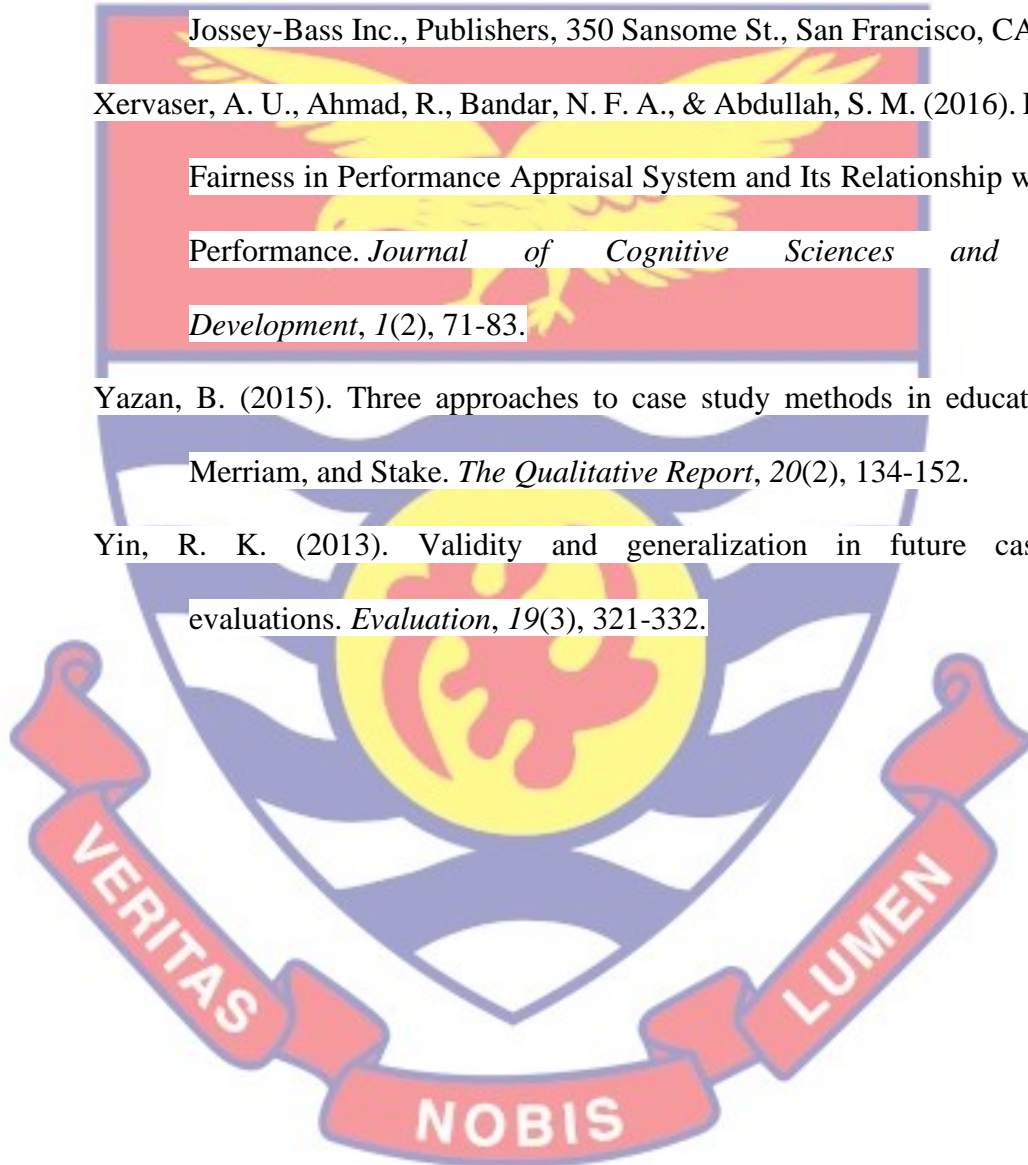 Jossey-Bass Inc., Publishers, 350 Sansome St., San Francisco, CA
Xervaser, A. U., Ahmad, R., Bandar, N. F. A., & Abdullah, S. M. (2016).
Fairness in Performance Appraisal System and Its Relationship
Performance. Journal of Cognitive Sciences and
Development, 1(2), 71-83.
Yazan, B. (2015). Three approaches to case study methods in
Merriam, and Stake. The Qualitative Report, 20(2), 134-152.
Yin, R. K. (2013). Validity and generalization in future
evaluations. Evaluation, 19(3), 321-332.
VERITAS
NOBIS
LUMEN